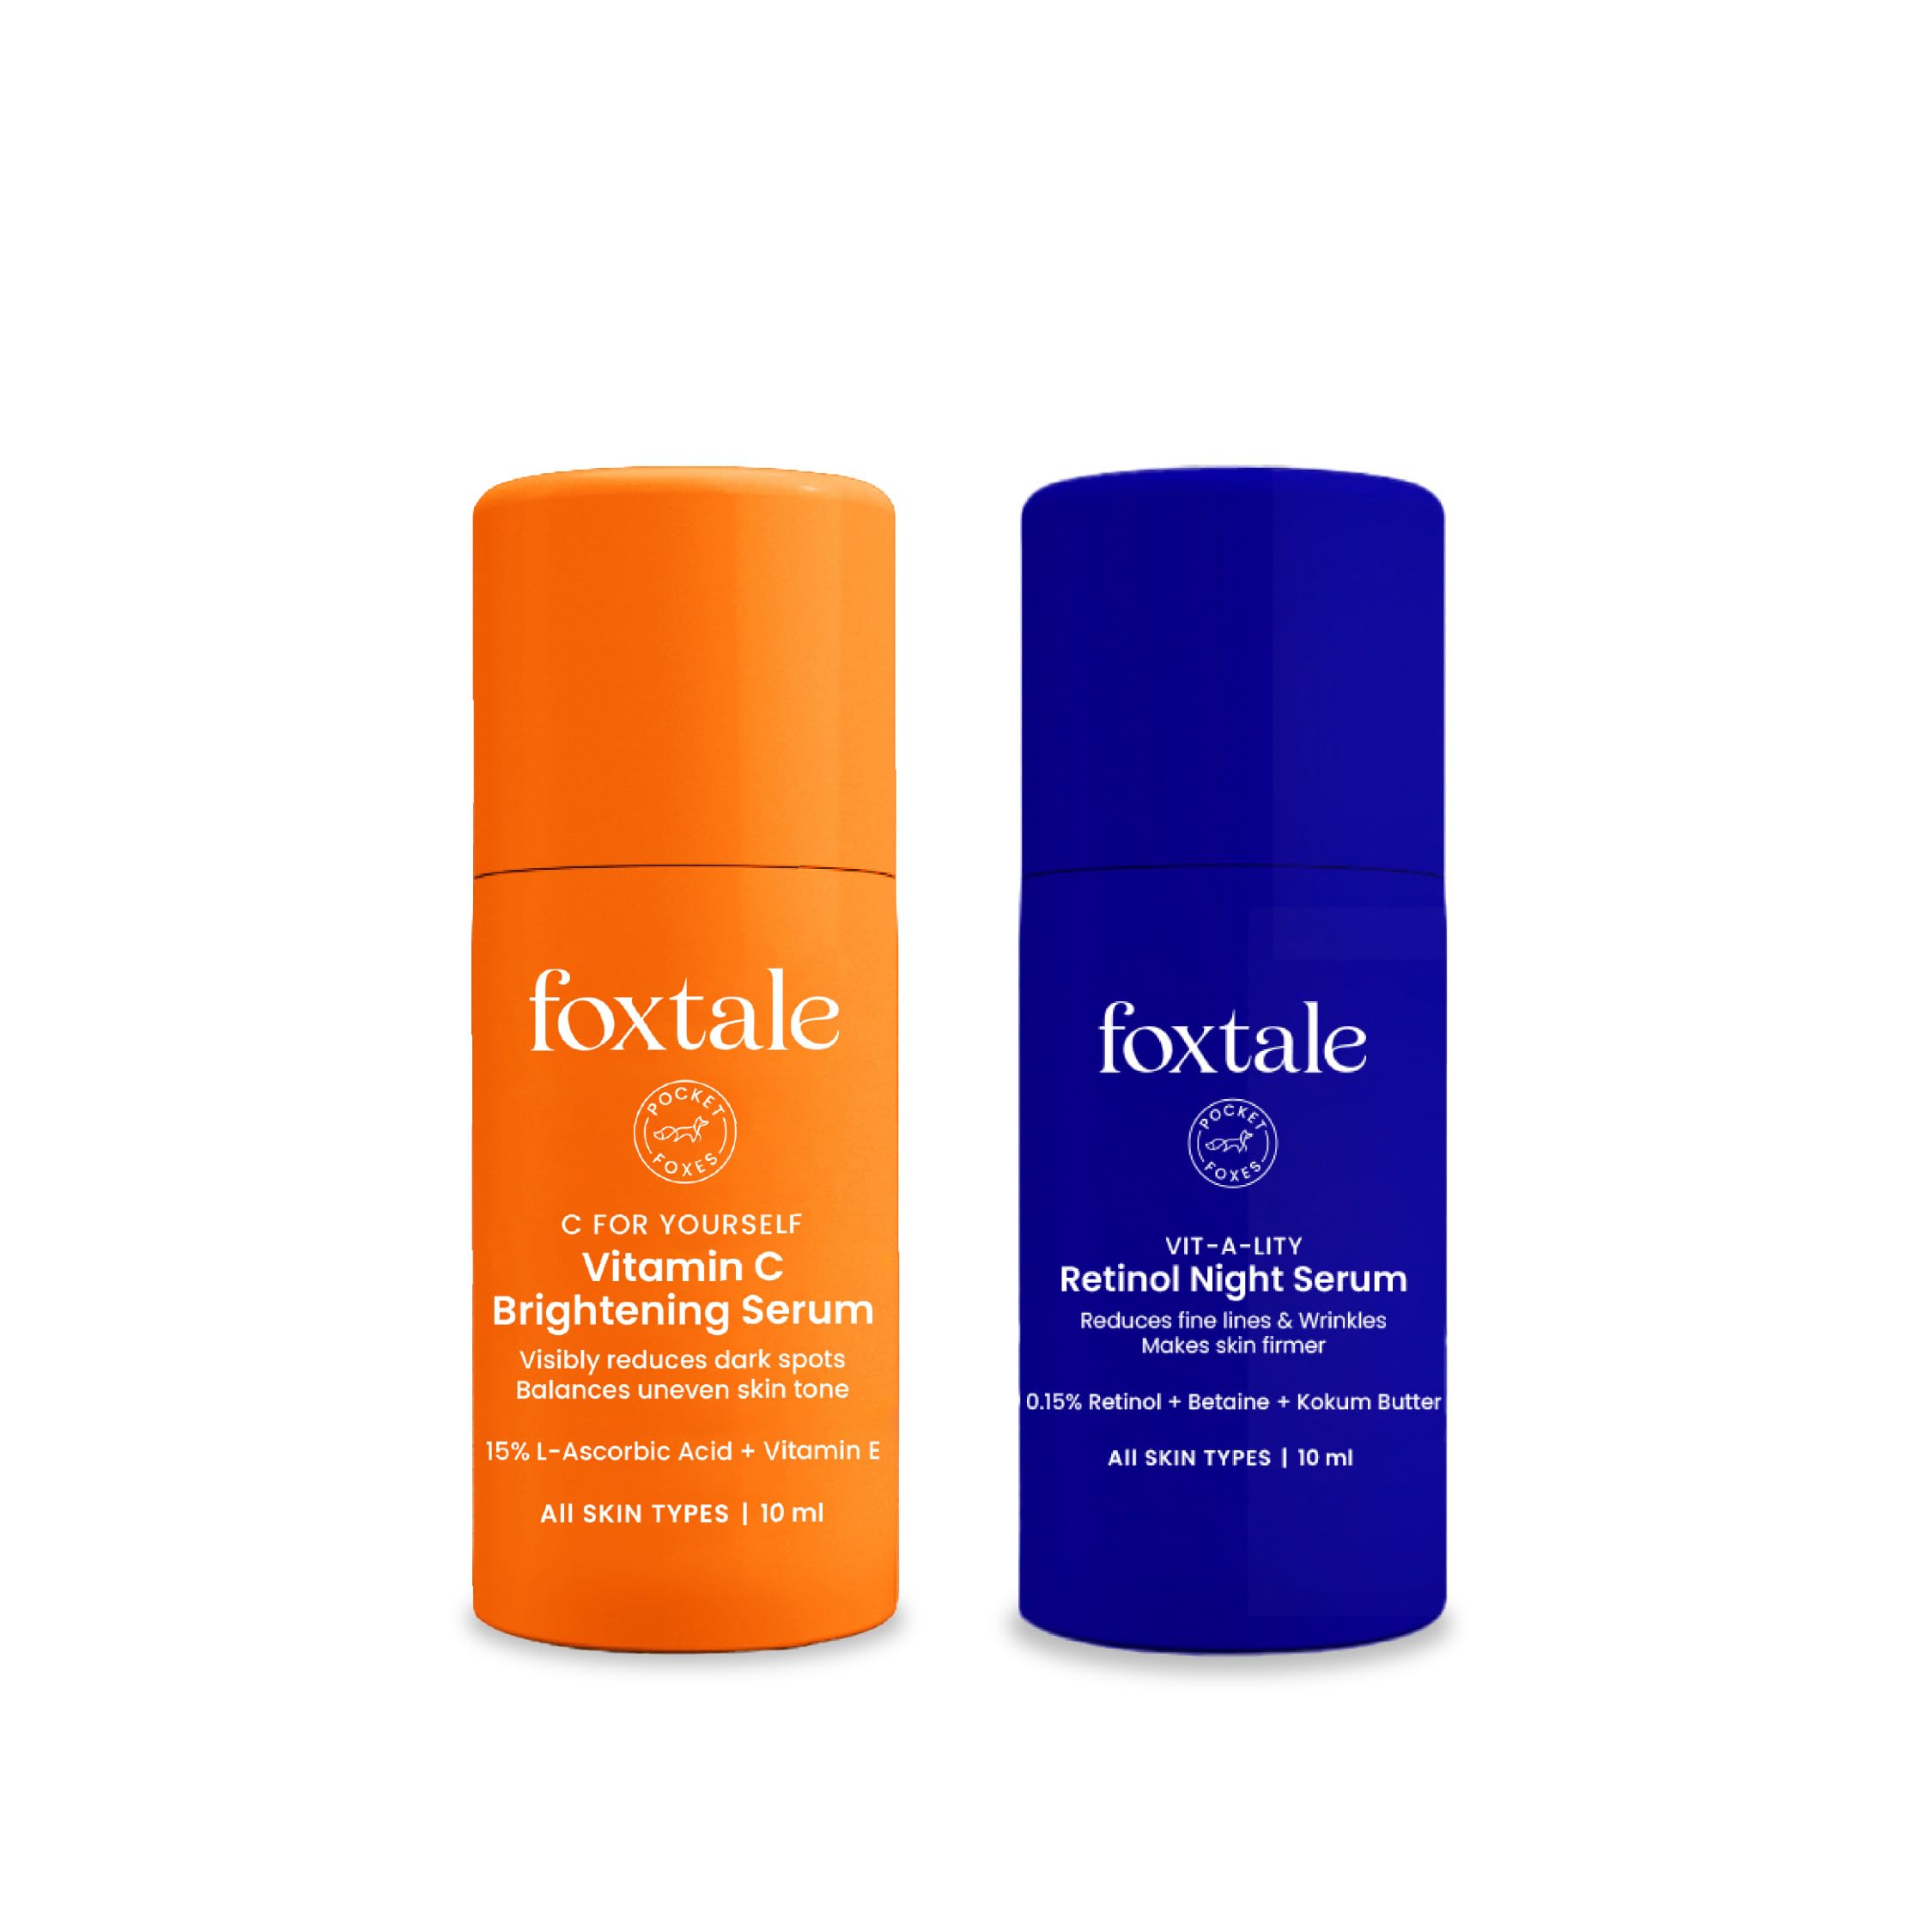 foxtale
POCKET
FOXES
C FOR YOURSELF
Vitamin C
Brightening Serum
Visibly reduces dark spots
Balances uneven skin tone
15% L-Ascorbic Acid + Vitamin E
All SKIN TYPES | 10 ml
foxtale
POCKET
FOXES
VIT-A-LITY
Retinol Night Serum
Reduces fine lines & Wrinkles
Makes skin firmer
0.15% Retinol + Betaine + Kokum Butter
All SKIN TYPES | 10 ml